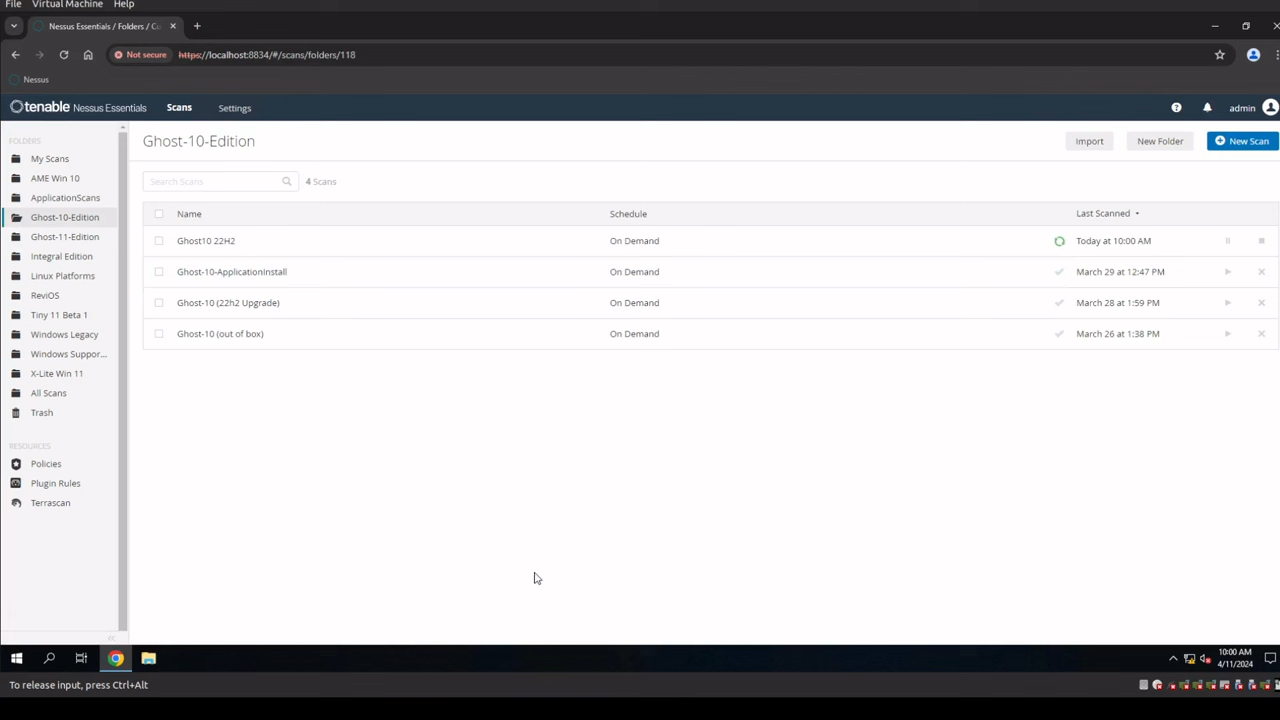 File Virtual Machine Help
Nessus Essentials / Folders / Cu
Not secure https://localhost:8834/#/scans/folders/118
Nessus
tenable Nessus Essentials Scans Settings admin
FOLDERS
My Scans
AME Win 10
ApplicationScans
Ghost-10-Edition
Ghost-11-Edition
Integral Edition
Linux Platforms
ReviOS
Tiny 11 Beta 1
Windows Legacy
Windows Suppor...
X-Lite Win 11
All Scans
Trash
RESOURCES
Policies
Plugin Rules
Terrascan
Ghost-10-Edition
Import New Folder New Scan
Search Scans 4 Scans
Name Schedule Last Scanned
Ghost10 22H2 On Demand Today at 10:00 AM
Ghost-10-ApplicationInstall On Demand March 29 at 12:47 PM
Ghost-10 (22h2 Upgrade) On Demand March 28 at 1:59 PM
Ghost-10 (out of box) On Demand March 26 at 1:38 PM
10:00 AM
4/11/2024
To release input, press Ctrl+Alt